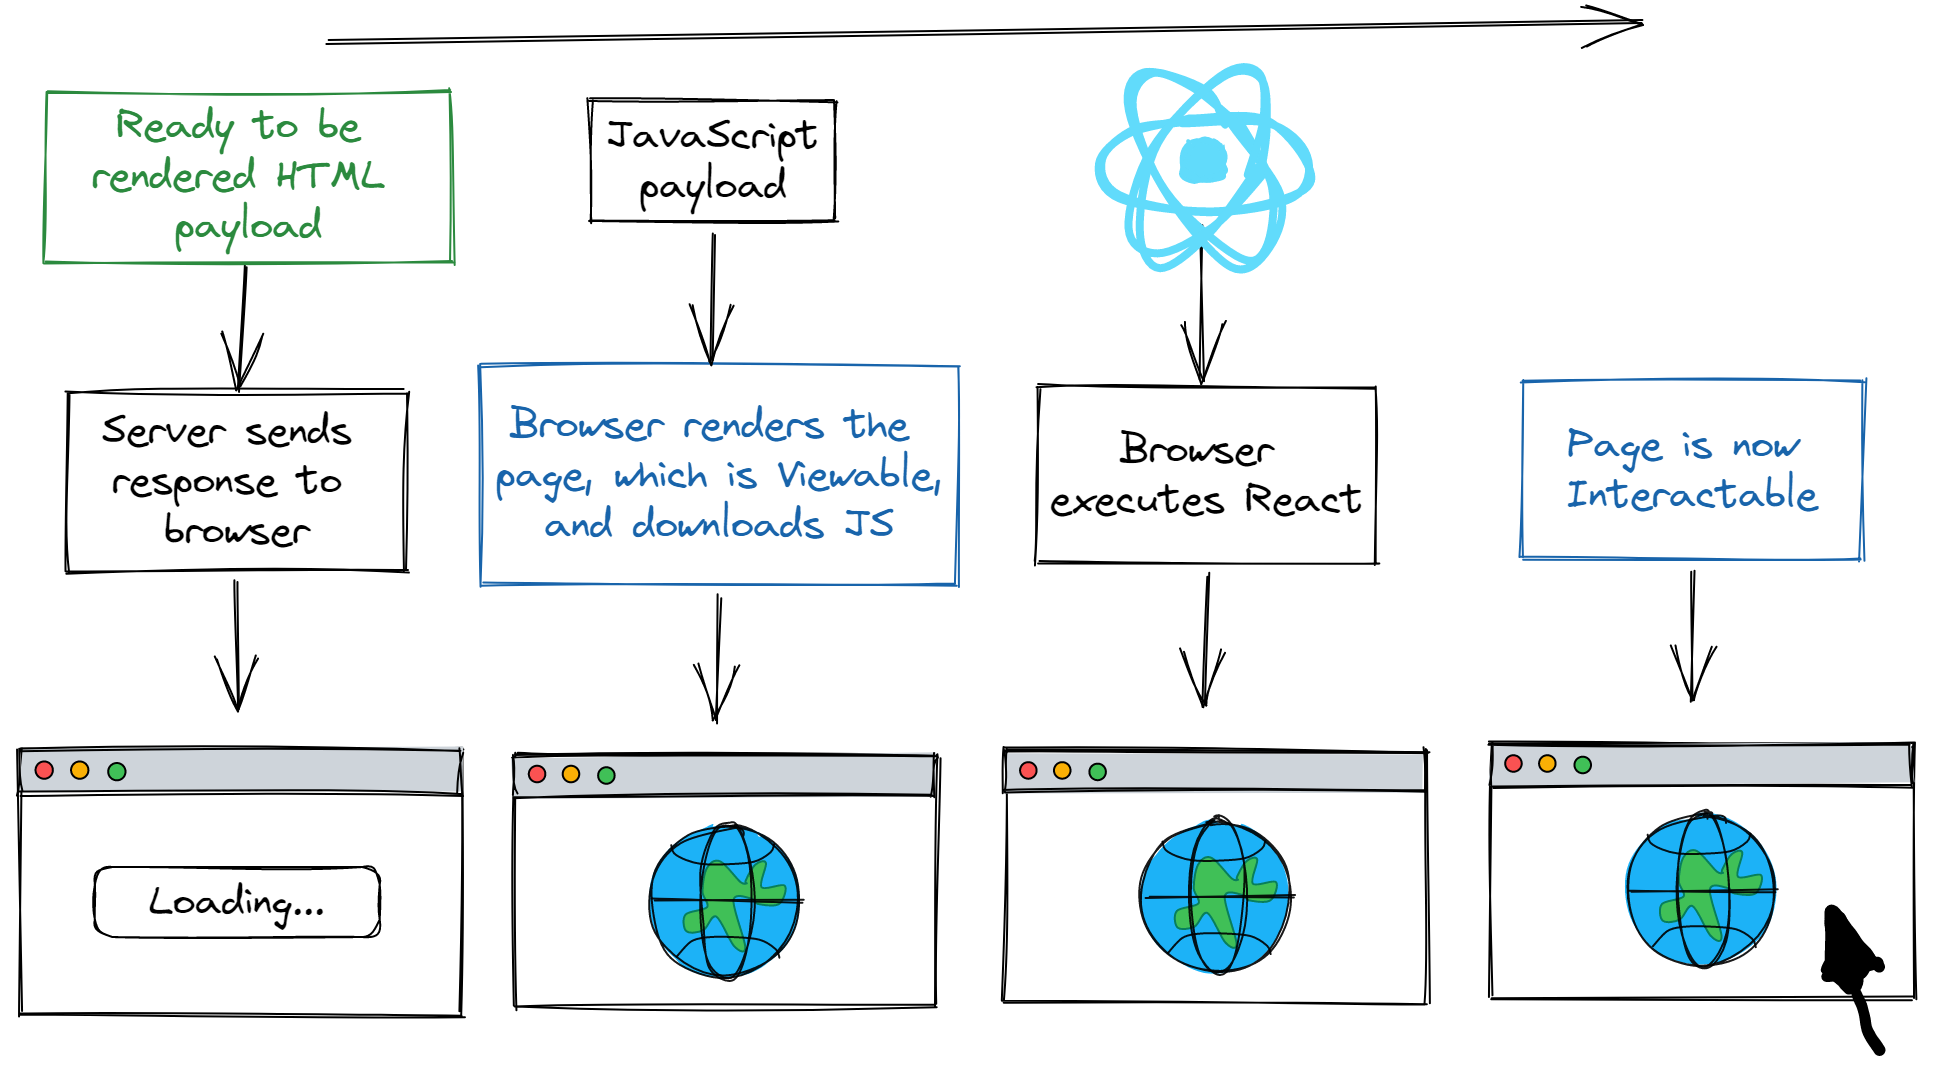 Ready to be
rendered HTML
payload
JavaScript
payload
Server sends
response to
browser
Browser renders the
page, which is Viewable,
and downloads JS
Browser
executes React
Page is now
Interactable
Loading...